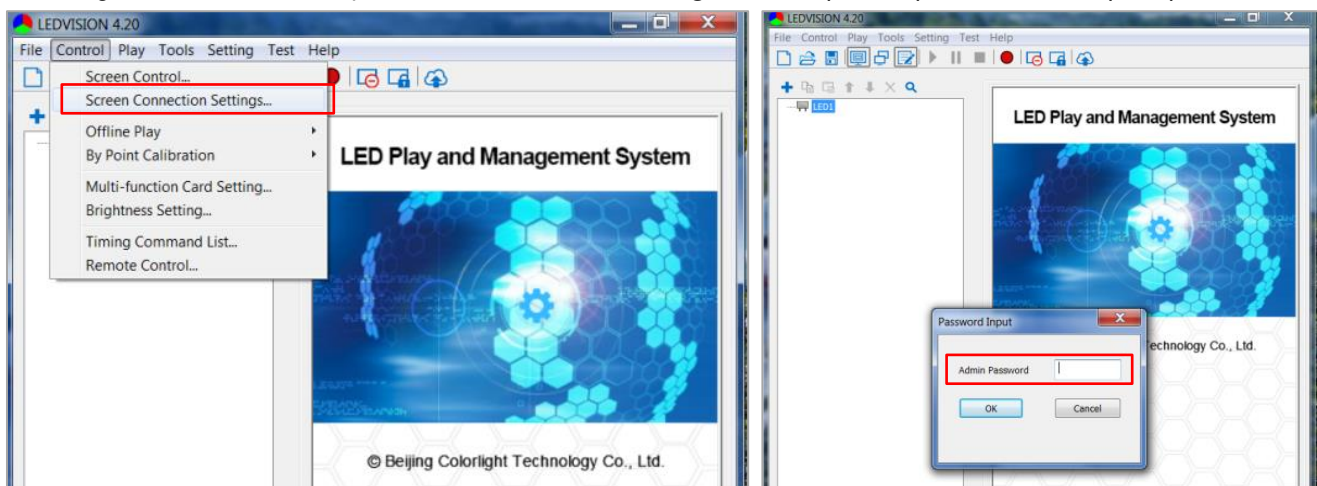 LEDVISION 4.20
File Control Play Tools Setting Test Help
Screen Control...
Screen Connection Settings...
Offline Play
By Point Calibration
Multi-function Card Setting...
Brightness Setting...
Timing Command List...
Remote Control...
LED Play and Management System
© Beijing Colorlight Technology Co., Ltd.
LEDVISION 4.20
File Control Play Tools Setting Test Help
LED1
LED Play and Management System
Password Input
Admin Password
OK Cancel
echnology Co., Ltd.